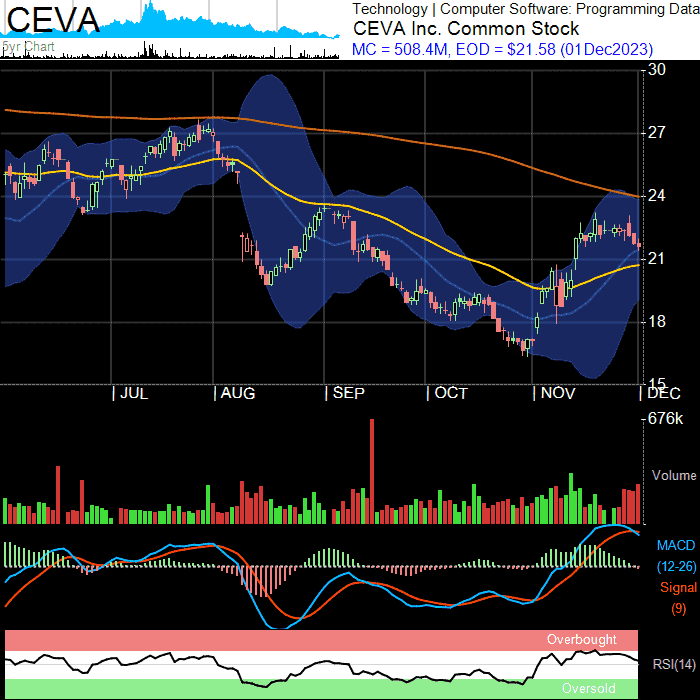 CEVA
Technology | Computer Software: Programming Data
CEVA Inc. Common Stock
5yr Chart
MC = 508.4M, EOD = $21.58 (01Dec2023)
30
27
24
21
18
15
| JUL
| AUG
| SEP
| OCT
| NOV
| DEC
676k
Volume
MACD
(12-26)
Signal
(9)
Overbought
RSI(14)
Oversold